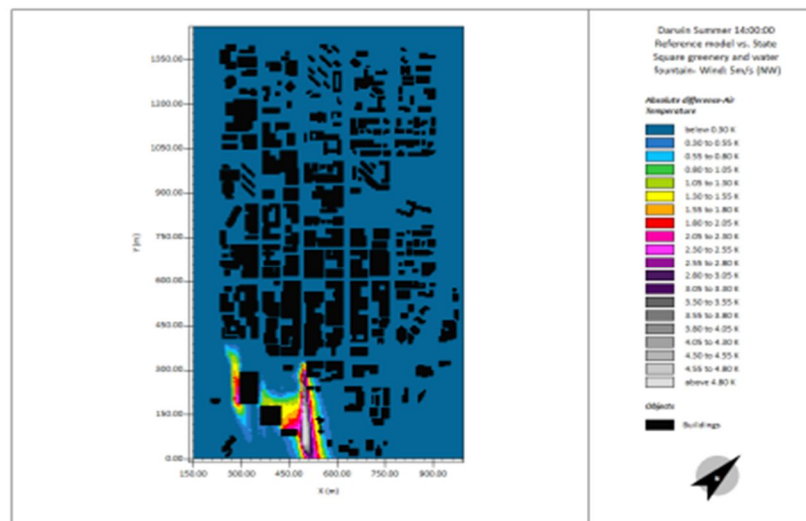 Darwin Summer 14:00:00
Reference model vs. State
Square greenery and water
fountain- Wind: 5m/s (NW)
Absolute difference-Air
Temperature
below 0.30 K
0.30 to 0.55 K
0.55 to 0.80 K
0.80 to 1.05 K
1.05 to 1.30 K
1.30 to 1.55 K
1.55 to 1.80 K
1.80 to 2.05 K
2.05 to 2.30 K
2.30 to 2.55 K
2.55 to 2.80 K
2.80 to 3.05 K
3.05 to 3.30 K
3.30 to 3.55 K
3.55 to 3.80 K
3.80 to 4.05 K
4.05 to 4.30 K
4.30 to 4.55 K
4.55 to 4.80 K
above 4.80 K
Objects
Buildings
Y (m)
1350.00
1200.00
1050.00
900.00
750.00
600.00
450.00
300.00
150.00
0.00
150.00 300.00 450.00 600.00 750.00 900.00
X (m)